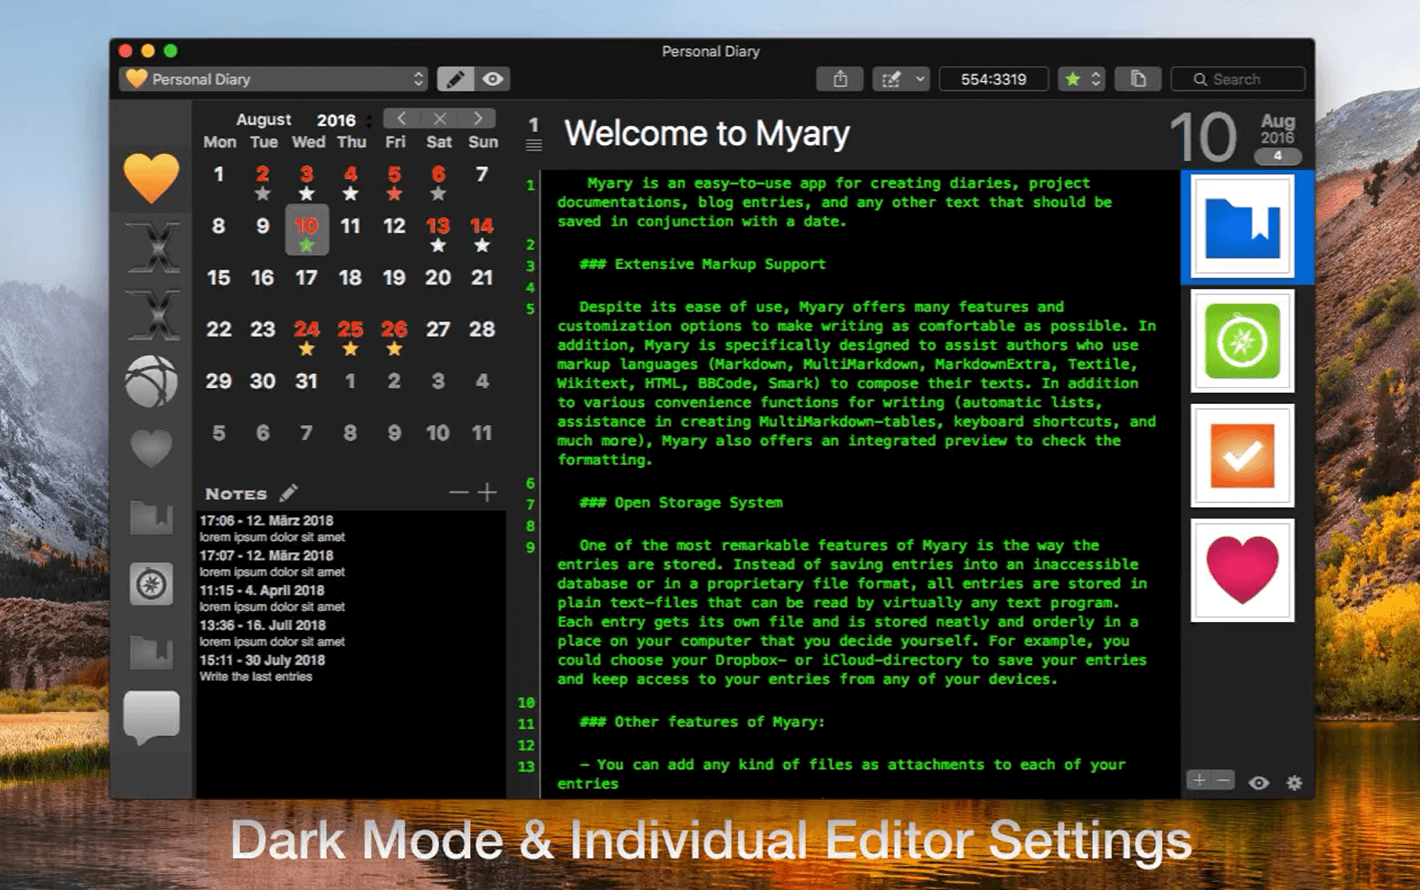 Personal Diary
Personal Diary
554:3319
Search
August 2016
Mon Tue Wed Thu Fri Sat Sun
1 2 3 4 5 6 7
8 9 10 11 12 13 14
15 16 17 18 19 20 21
22 23 24 25 26 27 28
29 30 31 1 2 3 4
5 6 7 8 9 10 11
NOTES
17:06 - 12. März 2018
lorem ipsum dolor sit amet
17:07 - 12. März 2018
lorem ipsum dolor sit amet
11:15 - 4. April 2018
lorem ipsum dolor sit amet
13:36 - 16. Juli 2018
lorem ipsum dolor sit amet
15:11 - 30 July 2018
Write the last entries
1
Welcome to Myary
10
Aug
2016
4
1 Myary is an easy-to-use app for creating diaries, project
documentations, blog entries, and any other text that should be
saved in conjunction with a date.
2
3 ### Extensive Markup Support
4
5 Despite its ease of use, Myary offers many features and
customization options to make writing as comfortable as possible. In
addition, Myary is specifically designed to assist authors who use
markup languages (Markdown, MultiMarkdown, MarkdownExtra, Textile,
Wikitext, HTML, BBCode, Smark) to compose their texts. In addition
to various convenience functions for writing (automatic lists,
assistance in creating MultiMarkdown-tables, keyboard shortcuts, and
much more), Myary also offers an integrated preview to check the
formatting.
6
7 ### Open Storage System
8
9 One of the most remarkable features of Myary is the way the
entries are stored. Instead of saving entries into an inaccessible
database or in a proprietary file format, all entries are stored in
plain text-files that can be read by virtually any text program.
Each entry gets its own file and is stored neatly and orderly in a
place on your computer that you decide yourself. For example, you
could choose your Dropbox- or iCloud-directory to save your entries
and keep access to your entries from any of your devices.
10
11 ### Other features of Myary:
12
13 - You can add any kind of files as attachments to each of your
entries
Dark Mode & Individual Editor Settings